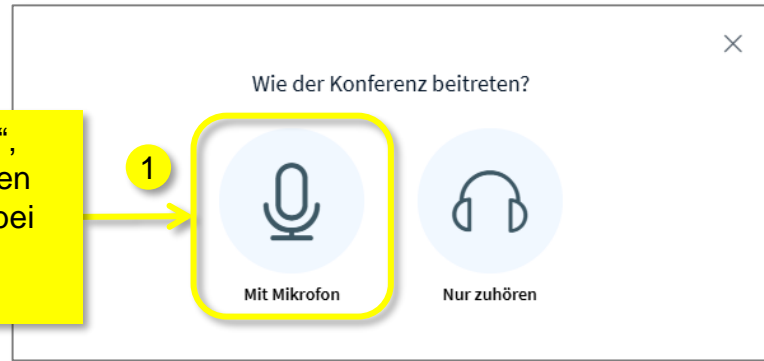 Wie der Konferenz beitreten?
“,
en
bei
1
Mit Mikrofon
Nur zuhören